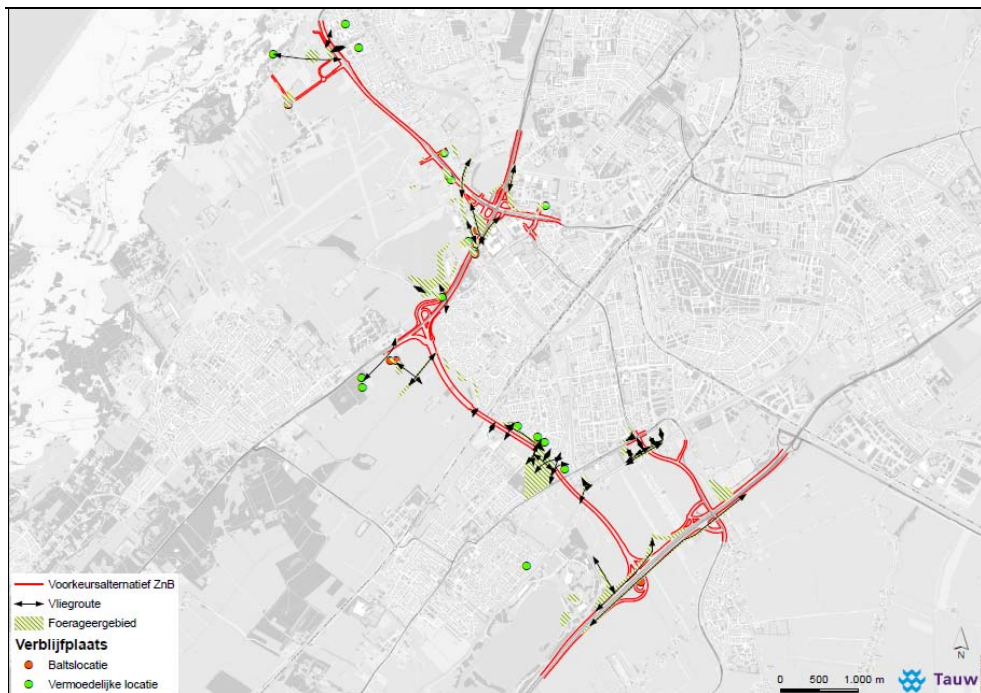 Voorkeursalternatief ZnB
Vliegroute
Foerageergebied
Verblijfplaats
Baltslocatie
Vermoedelijke locatie
0 500 1.000 m
N
Tauw